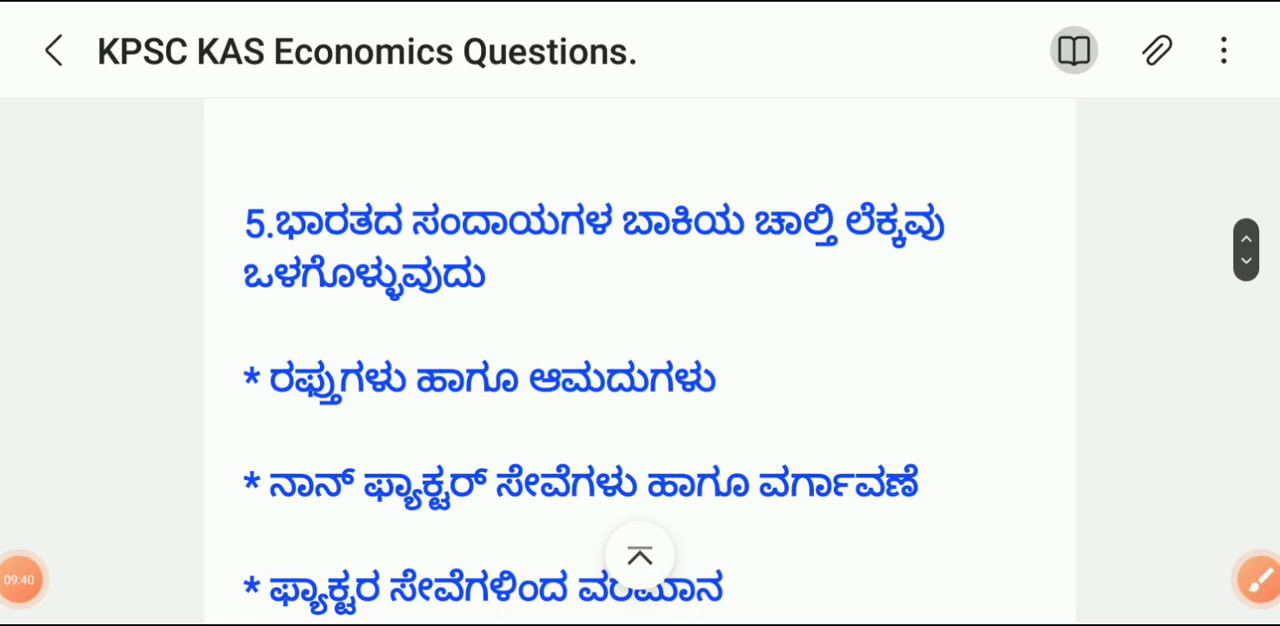 KPSC KAS Economics Questions.
5.ಭಾರತದ ಸಂದಾಯಗಳ ಬಾಕಿಯ ಚಾಲ್ತಿ ಲೆಕ್ಕವು
ಒಳಗೊಳ್ಳುವುದು
* ರಫ್ತುಗಳು ಹಾಗೂ ಆಮದುಗಳು
* ನಾನ್ ಫ್ಯಾಕ್ಟರ್ ಸೇವೆಗಳು ಹಾಗೂ ವರ್ಗಾವಣೆ
* ಫ್ಯಾಕ್ಟರ ಸೇವೆಗಳಿಂದ ವರಮಾನ
09:40